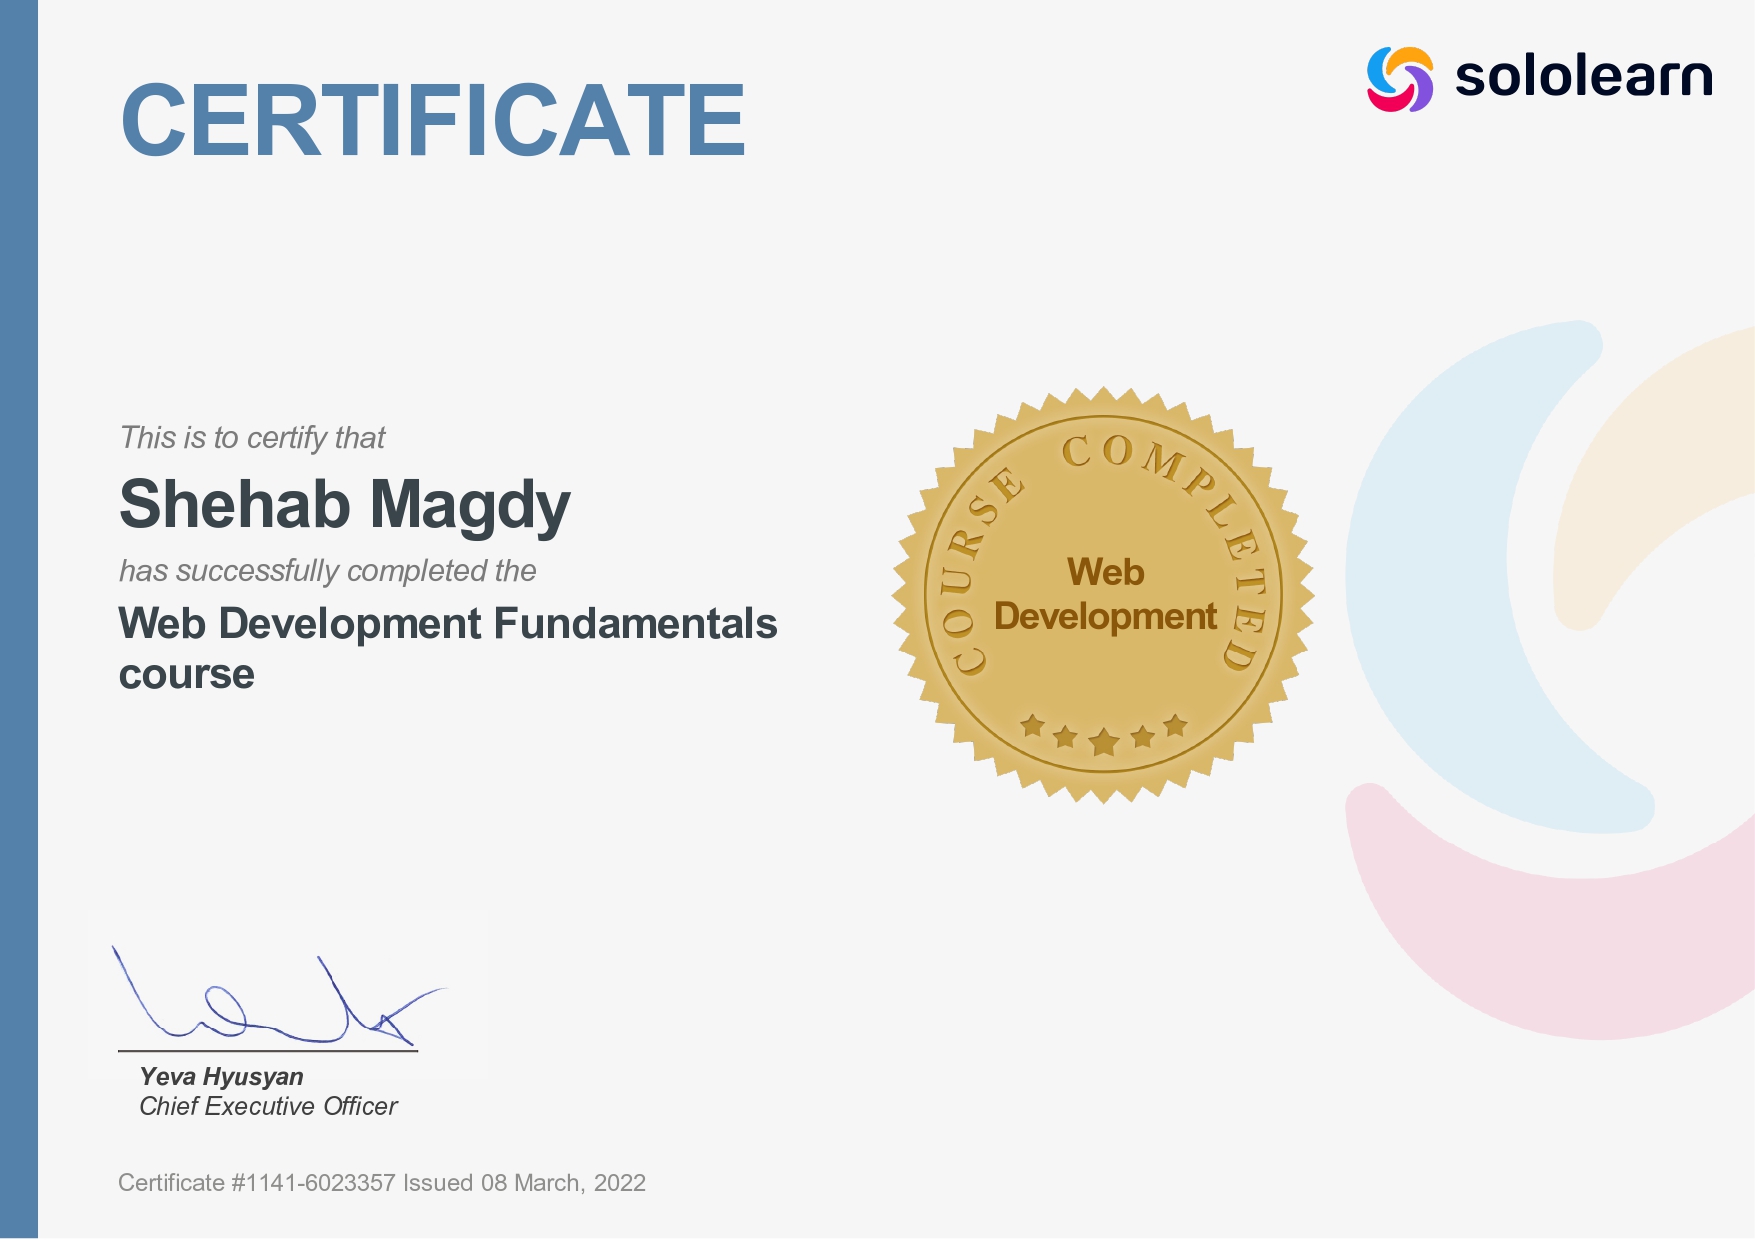 CERTIFICATE
sololearn
This is to certify that
Shehab Magdy
has successfully completed the
Web Development Fundamentals
course
COURSE COMPLETED
Web
Development
Yeva Hyusyan
Chief Executive Officer
Certificate #1141-6023357 Issued 08 March, 2022